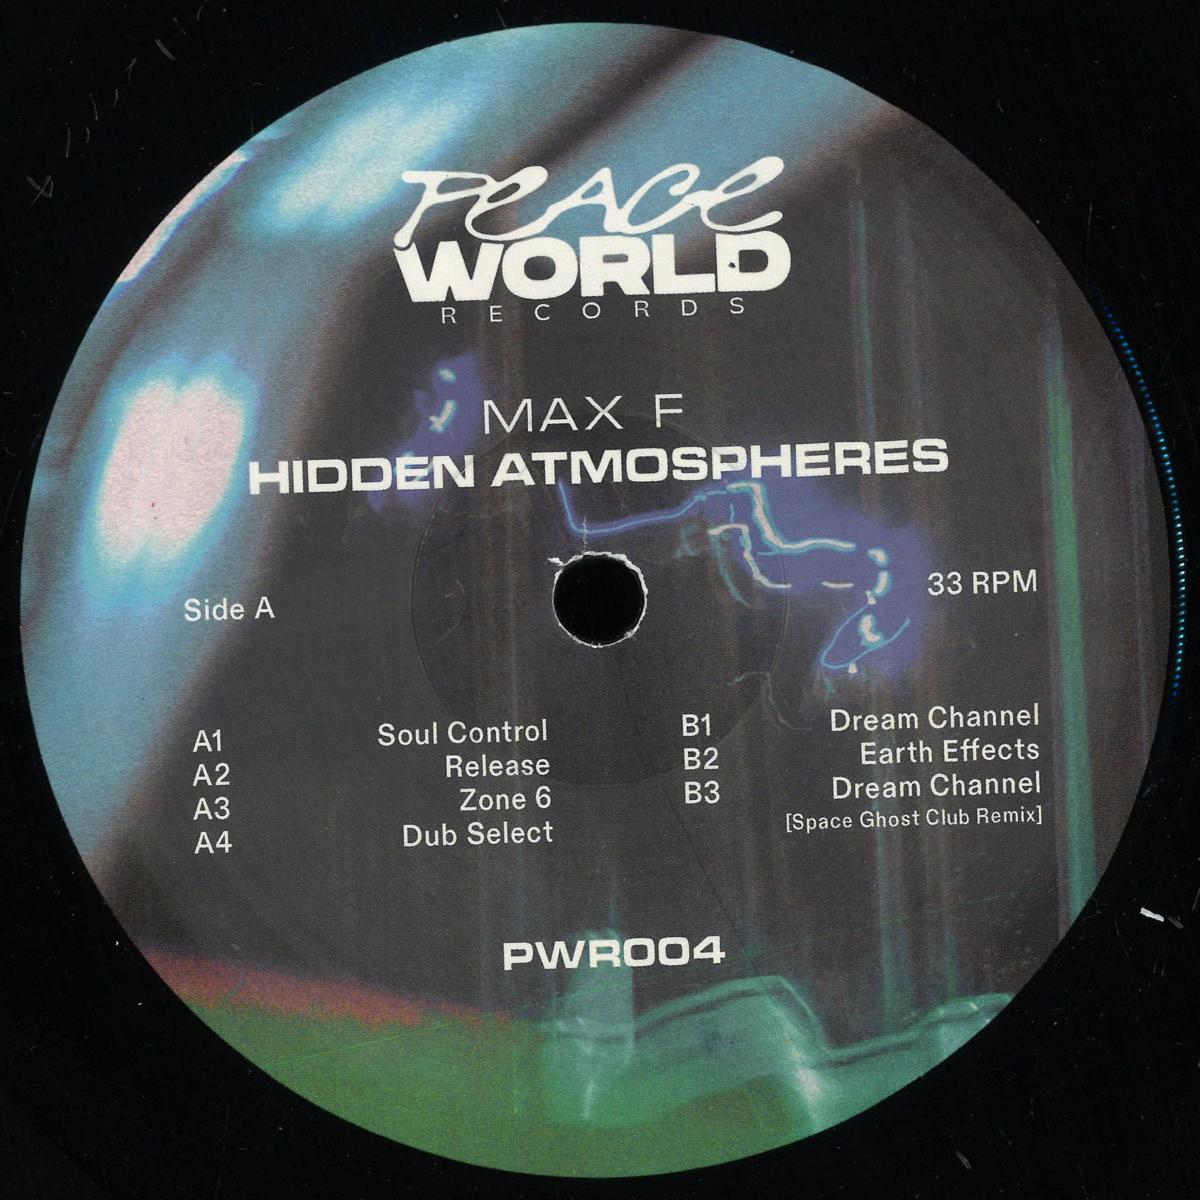 Peace
WORLD
RECORDS
MAX F
HIDDEN ATMOSPHERES
Side A
33 RPM
A1 Soul Control
A2 Release
A3 Zone 6
A4 Dub Select
B1 Dream Channel
B2 Earth Effects
B3 Dream Channel
[Space Ghost Club Remix]
PWR004